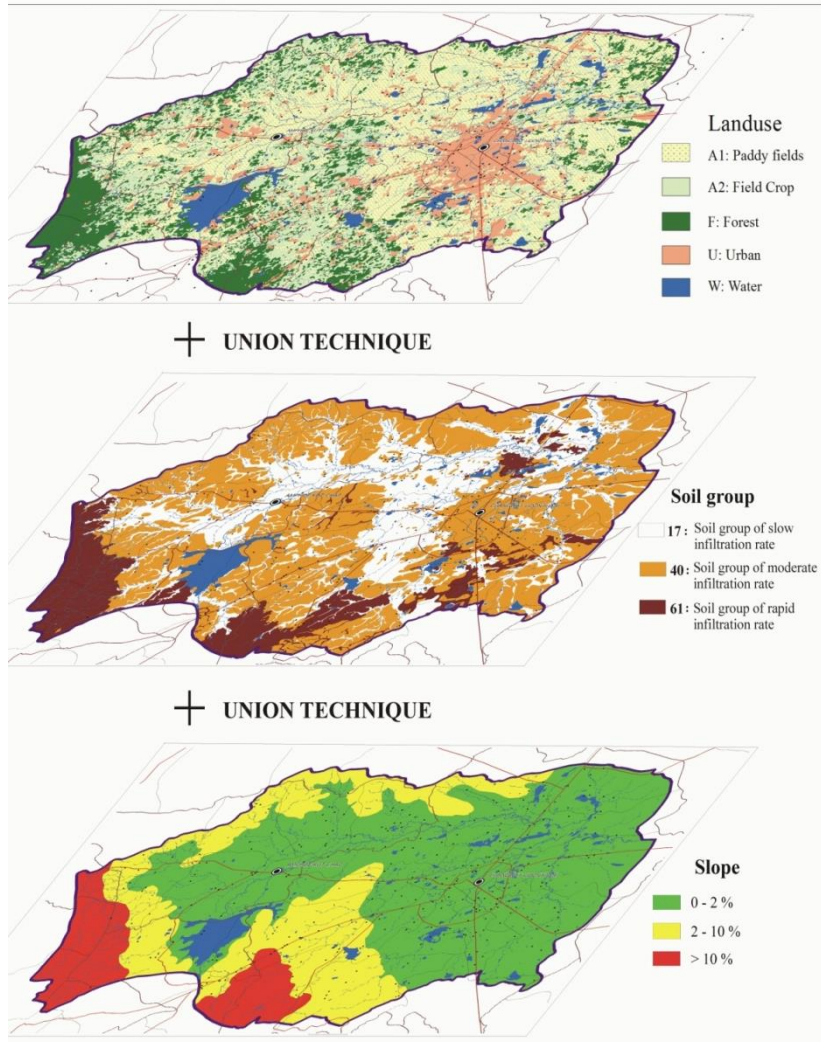 Landuse
A1: Paddy fields
A2: Field Crop
F: Forest
U: Urban
W: Water
+ UNION TECHNIQUE
Soil group
17 : Soil group of slow
infiltration rate
40 : Soil group of moderate
infiltration rate
61 : Soil group of rapid
infiltration rate
+ UNION TECHNIQUE
Slope
0 - 2 %
2 - 10 %
> 10 %